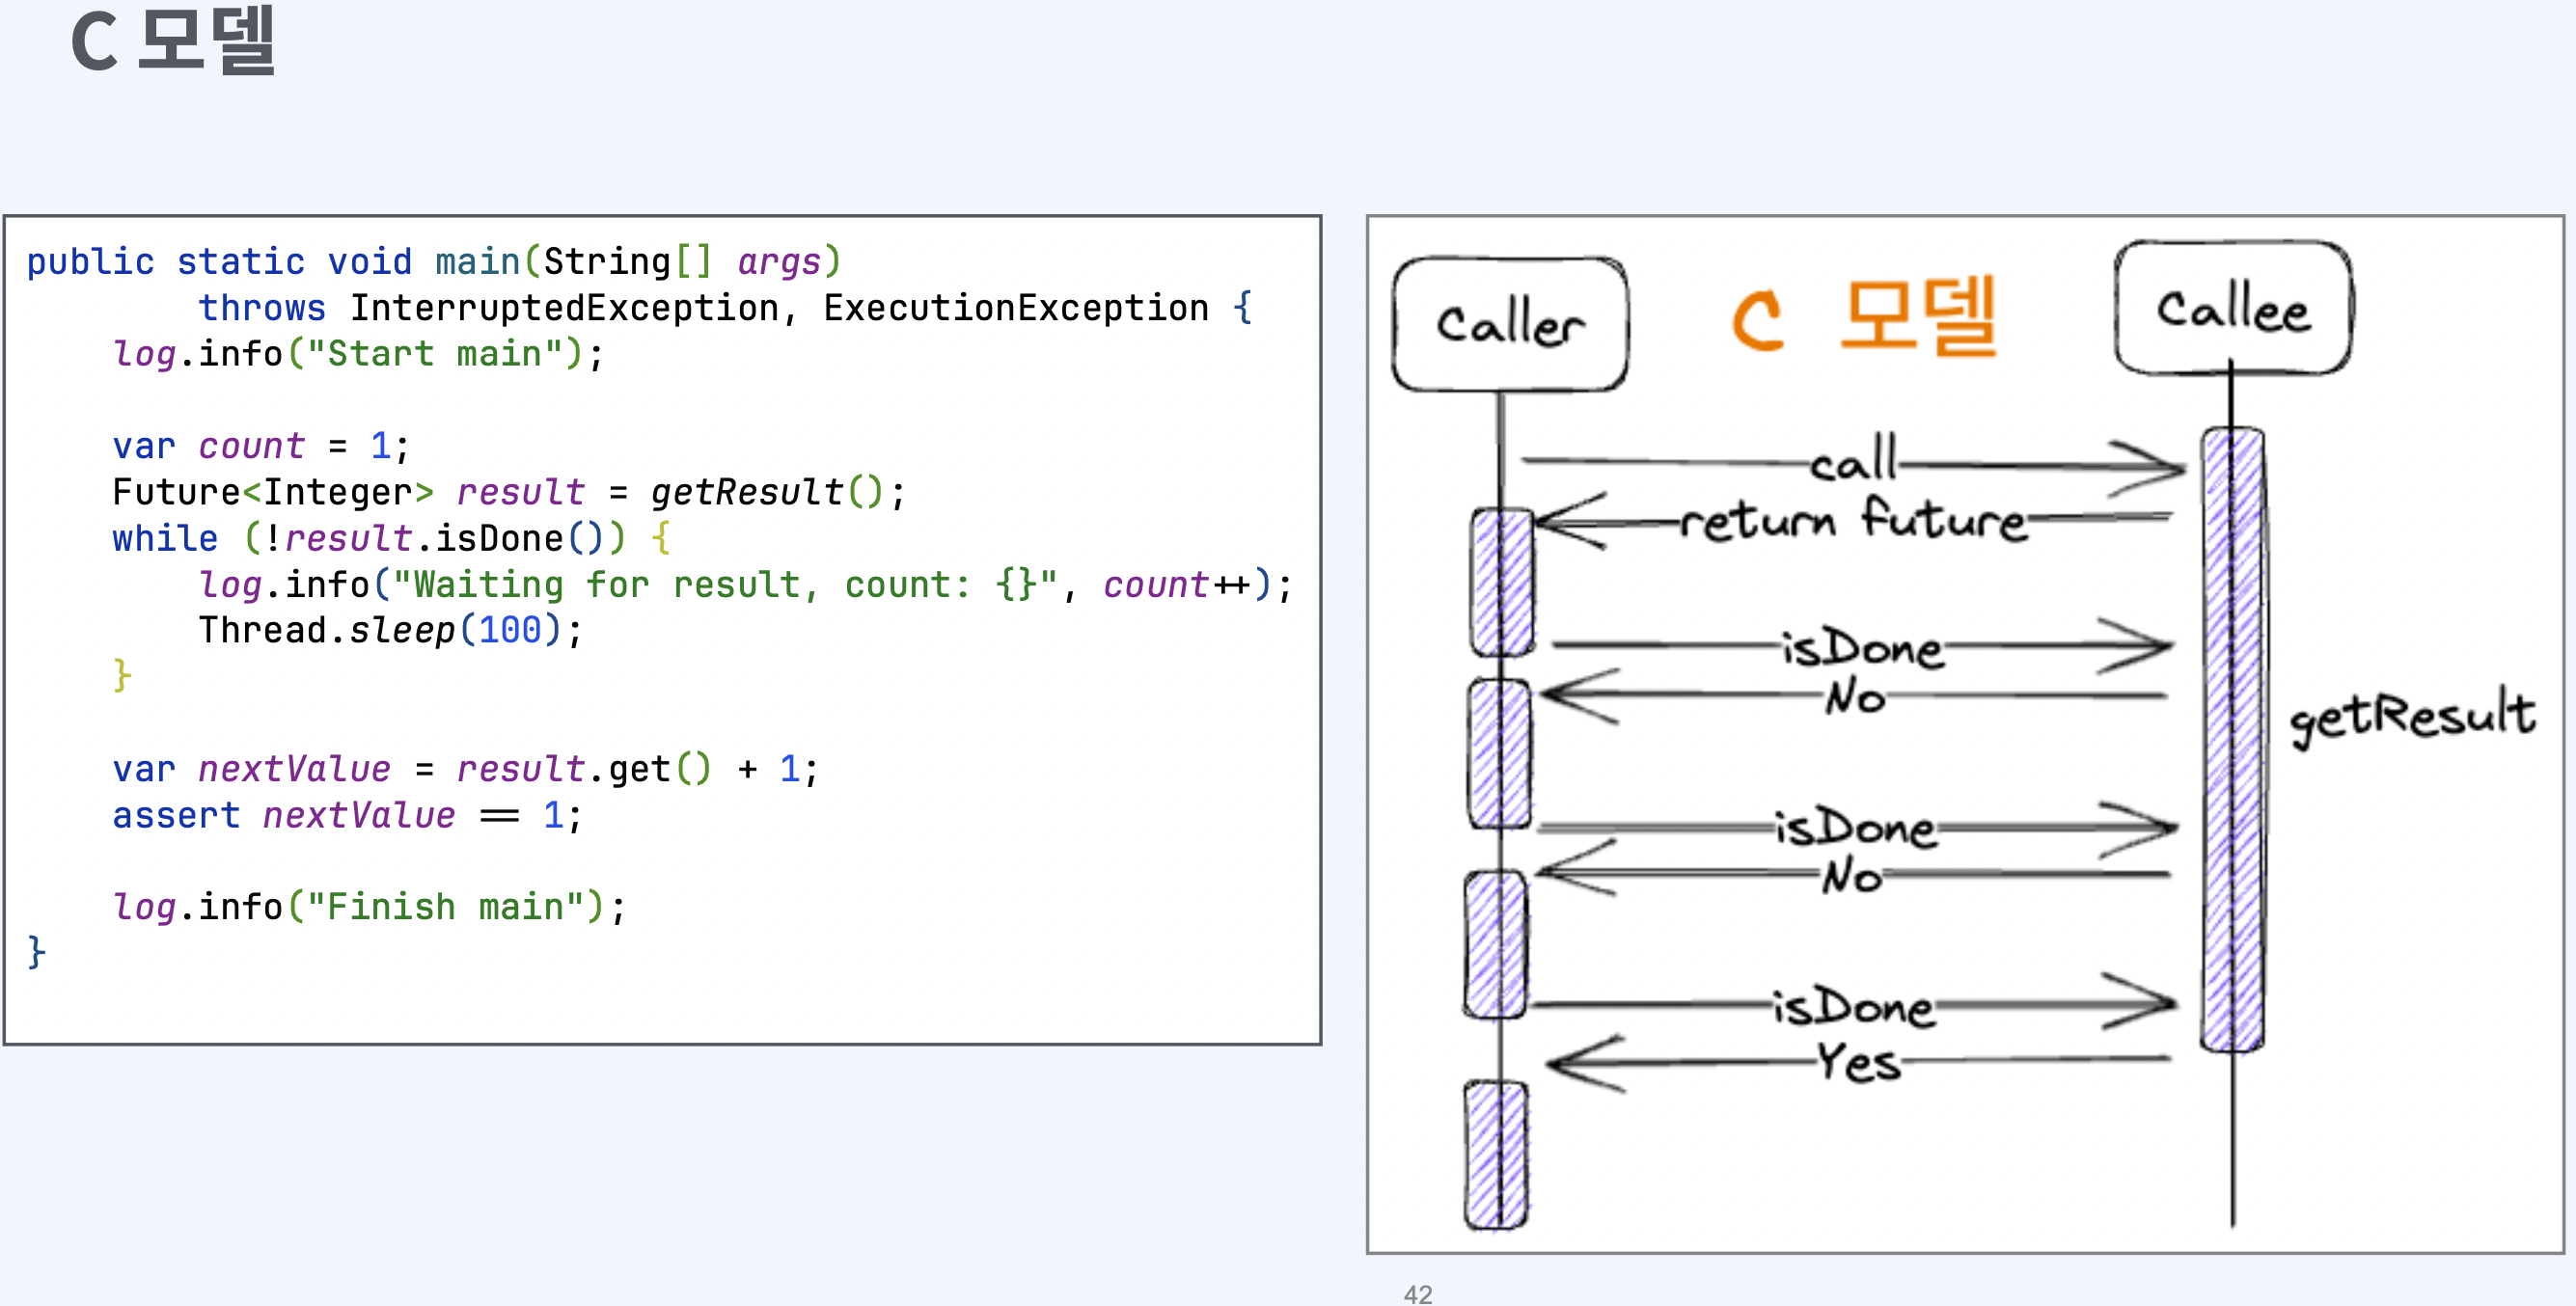 C 모델
public static void main(String[] args)
throws InterruptedException, ExecutionException {
log.info("Start main");
var count = 1;
Future<Integer> result = getResult();
while (!result.isDone()) {
log.info("Waiting for result, count: {}", count++);
Thread.sleep(100);
}
var nextValue = result.get() + 1;
assert nextValue == 1;
log.info("Finish main");
}
Caller
C 모델
Callee
call
return future
isDone
No
getResult
isDone
No
isDone
Yes
42